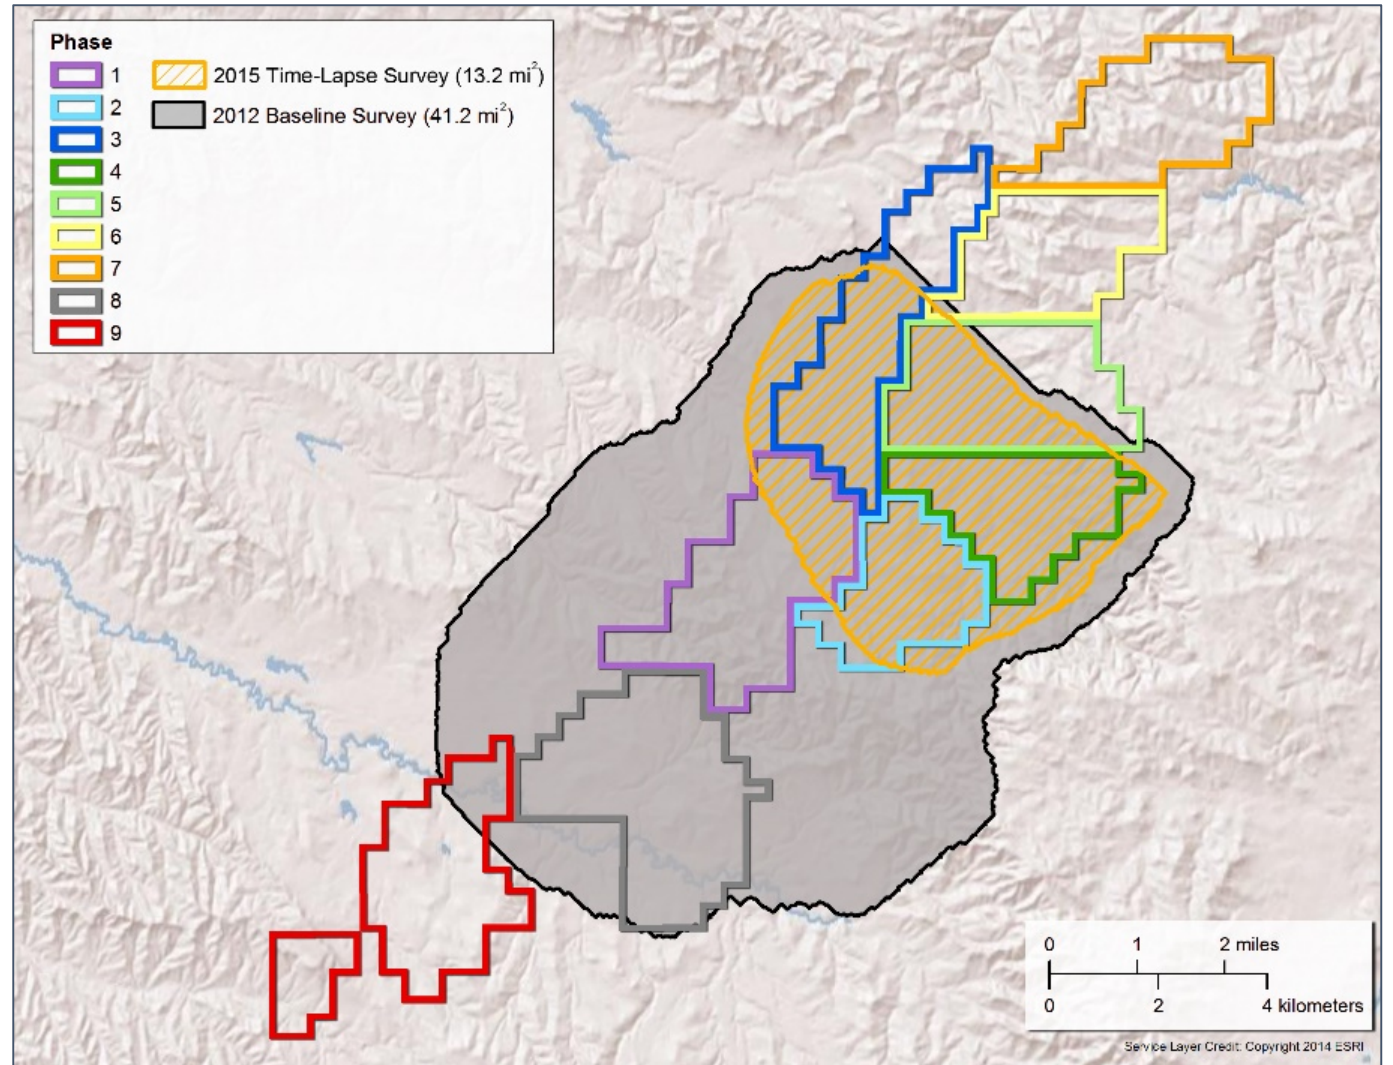 Phase
1
2
3
4
5
6
7
8
9
2015 Time-Lapse Survey (13.2 mi²)
2012 Baseline Survey (41.2 mi²)
0 1 2 miles
0 2 4 kilometers
Service Layer Credit: Copyright 2014 ESRI